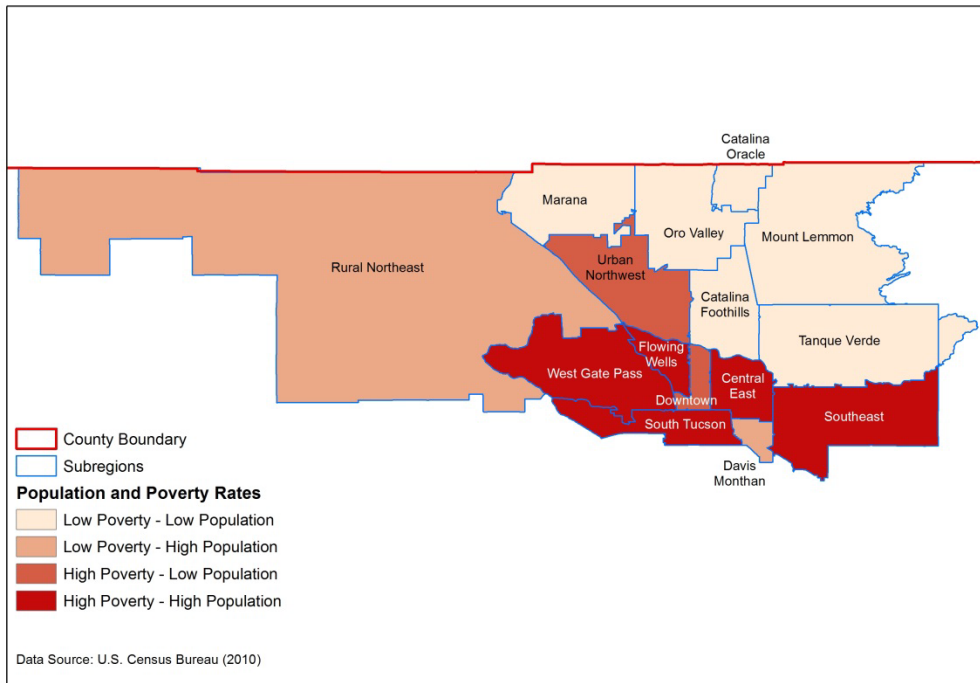 Catalina
Oracle
Marana
Oro Valley
Mount Lemmon
Rural Northeast
Urban
Northwest
Catalina
Foothills
Tanque Verde
Flowing
Wells
West Gate Pass
Central
East
Downtown
Southeast
South Tucson
Davis
Monthan
County Boundary
Subregions
Population and Poverty Rates
Low Poverty - Low Population
Low Poverty - High Population
High Poverty - Low Population
High Poverty - High Population
Data Source: U.S. Census Bureau (2010)